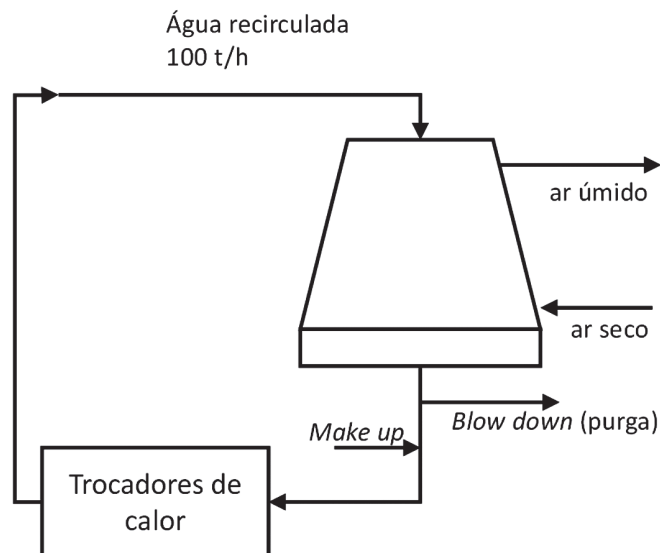 Água recirculada
100 t/h
ar úmido
ar seco
Blow down (purga)
Make up
Trocadores de
calor